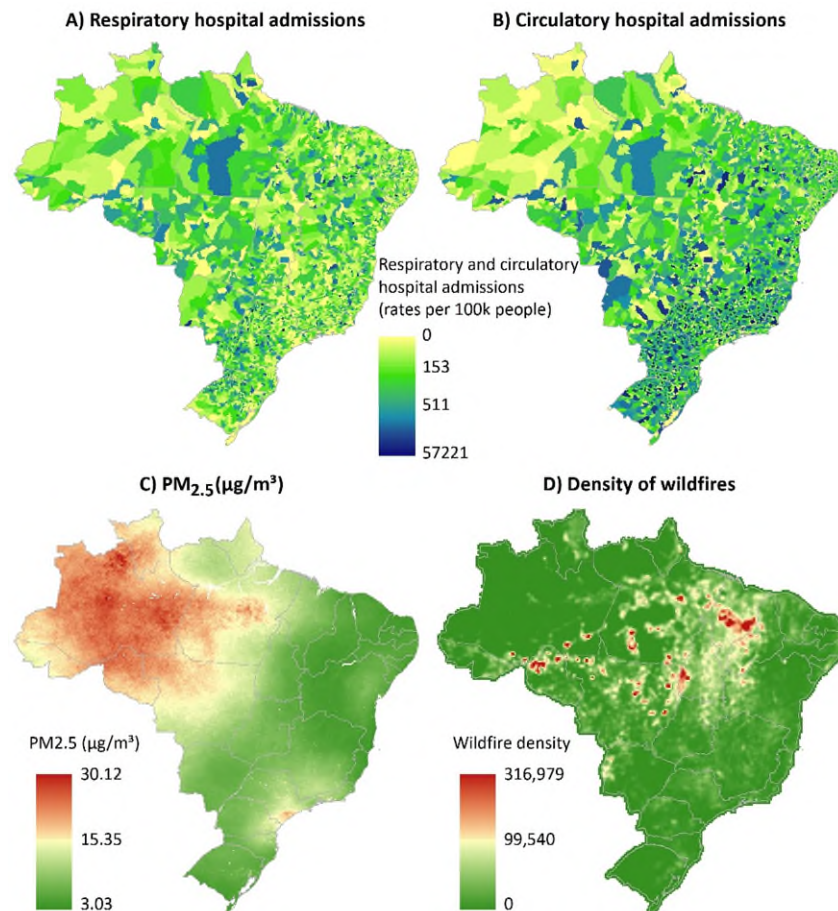 A) Respiratory hospital admissions
B) Circulatory hospital admissions
Respiratory and circulatory
hospital admissions
(rates per 100k people)
0
153
511
57221
C) PM2.5(µg/m³)
D) Density of wildfires
PM2.5 (µg/m³)
30.12
15.35
3.03
Wildfire density
316,979
99,540
0